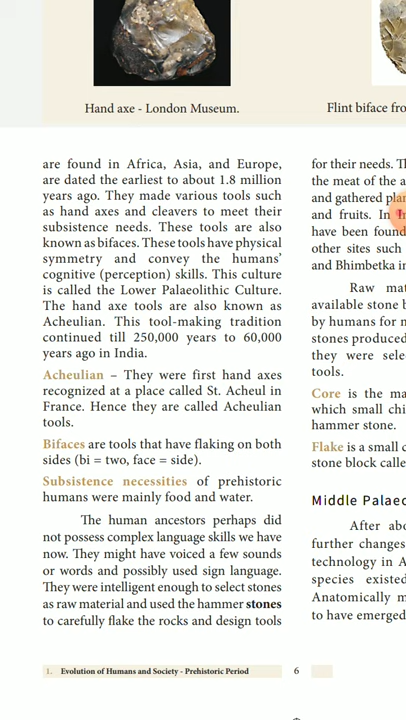 Hand axe - London Museum.
Flint biface fro
are found in Africa, Asia, and Europe,
are dated the earliest to about 1.8 million
years ago. They made various tools such
as hand axes and cleavers to meet their
subsistence needs. These tools are also
known as bifaces. These tools have physical
symmetry and convey the humans'
cognitive (perception) skills. This culture
is called the Lower Palaeolithic Culture.
The hand axe tools are also known as
Acheulian. This tool-making tradition
continued till 250,000 years to 60,000
years ago in India.
Acheulian – They were first hand axes
recognized at a place called St. Acheul in
France. Hence they are called Acheulian
tools.
Bifaces are tools that have flaking on both
sides (bi = two, face = side).
Subsistence necessities of prehistoric
humans were mainly food and water.
The human ancestors perhaps did
not possess complex language skills we have
now. They might have voiced a few sounds
or words and possibly used sign language.
They were intelligent enough to select stones
as raw material and used the hammer stones
to carefully flake the rocks and design tools
for their needs. Th
the meat of the a
and gathered plan
and fruits. In
have been found
other sites such
and Bhimbetka in
Raw mat
available stone b
by humans for m
stones produced
they were selec
tools.
Core is the ma
which small chi
hammer stone.
Flake is a small c
stone block calle
Middle Palaeo
After abo
further changes
technology in A
species existed
Anatomically m
to have emerged
1. Evolution of Humans and Society - Prehistoric Period
6